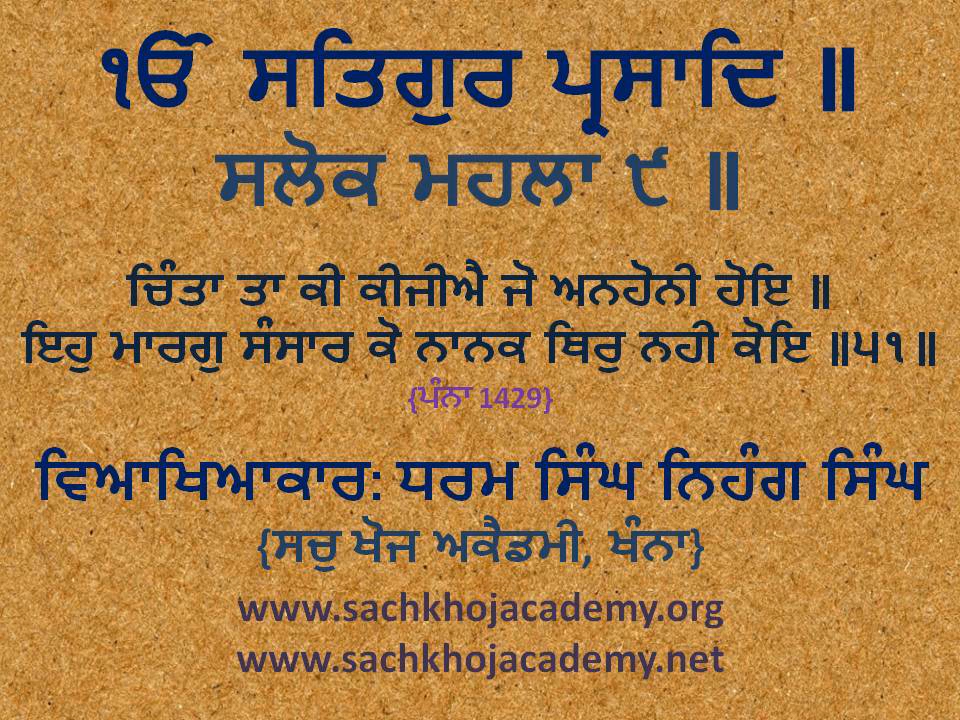 ੴ ਸਤਿਗੁਰ ਪ੍ਰਸਾਦਿ ॥
ਸਲੋਕ ਮਹਲਾ ੯ ॥
ਚਿੰਤਾ ਤਾ ਕੀ ਕੀਜੀਐ ਜੋ ਅਨਹੋਨੀ ਹੋਇ ॥
ਇਹੁ ਮਾਰਗੁ ਸੰਸਾਰ ਕੋ ਨਾਨਕ ਥਿਰੁ ਨਹੀ ਕੋਇ ॥੫੧॥
{ਪੰਨਾ 1429}
ਵਿਆਖਿਆਕਾਰ: ਧਰਮ ਸਿੰਘ ਨਿਹੰਗ ਸਿੰਘ
{ਸਚੁ ਖੋਜ ਅਕੈਡਮੀ, ਖੰਨਾ}
www.sachkhojacademy.org
www.sachkhojacademy.net